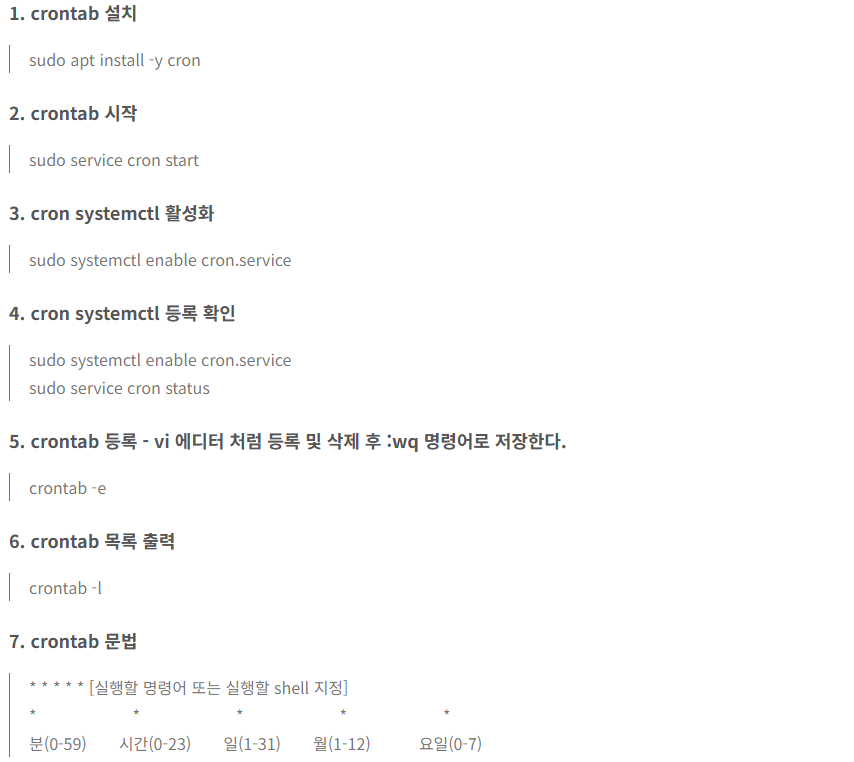 1. crontab 설치
sudo apt install -y cron
2. crontab 시작
sudo service cron start
3. cron systemctl 활성화
sudo systemctl enable cron.service
4. cron systemctl 등록 확인
sudo systemctl enable cron.service
sudo service cron status
5. crontab 등록 - vi 에디터 처럼 등록 및 삭제 후 :wq 명령어로 저장한다.
crontab -e
6. crontab 목록 출력
crontab -l
7. crontab 문법
* * * * * [실행할 명령어 또는 실행할 shell 지정]
* * * * *
분(0-59) 시간(0-23) 일(1-31) 월(1-12) 요일(0-7)